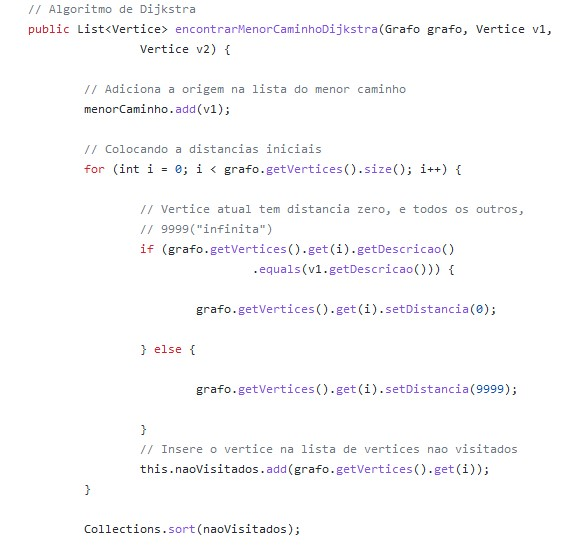 // Algoritmo de Dijkstra
public List<Vertice> encontrarMenorCaminhoDijkstra(Grafo grafo, Vertice v1,
Vertice v2) {
// Adiciona a origem na lista do menor caminho
menorCaminho.add(v1);
// Colocando a distancias iniciais
for (int i = 0; i < grafo.getVertices().size(); i++) {
// Vertice atual tem distancia zero, e todos os outros,
// 9999("infinita")
if (grafo.getVertices().get(i).getDescricao()
.equals(v1.getDescricao())) {
grafo.getVertices().get(i).setDistancia(0);
} else {
grafo.getVertices().get(i).setDistancia(9999);
}
// Insere o vertice na lista de vertices nao visitados
this.naoVisitados.add(grafo.getVertices().get(i));
}
Collections.sort(naoVisitados);